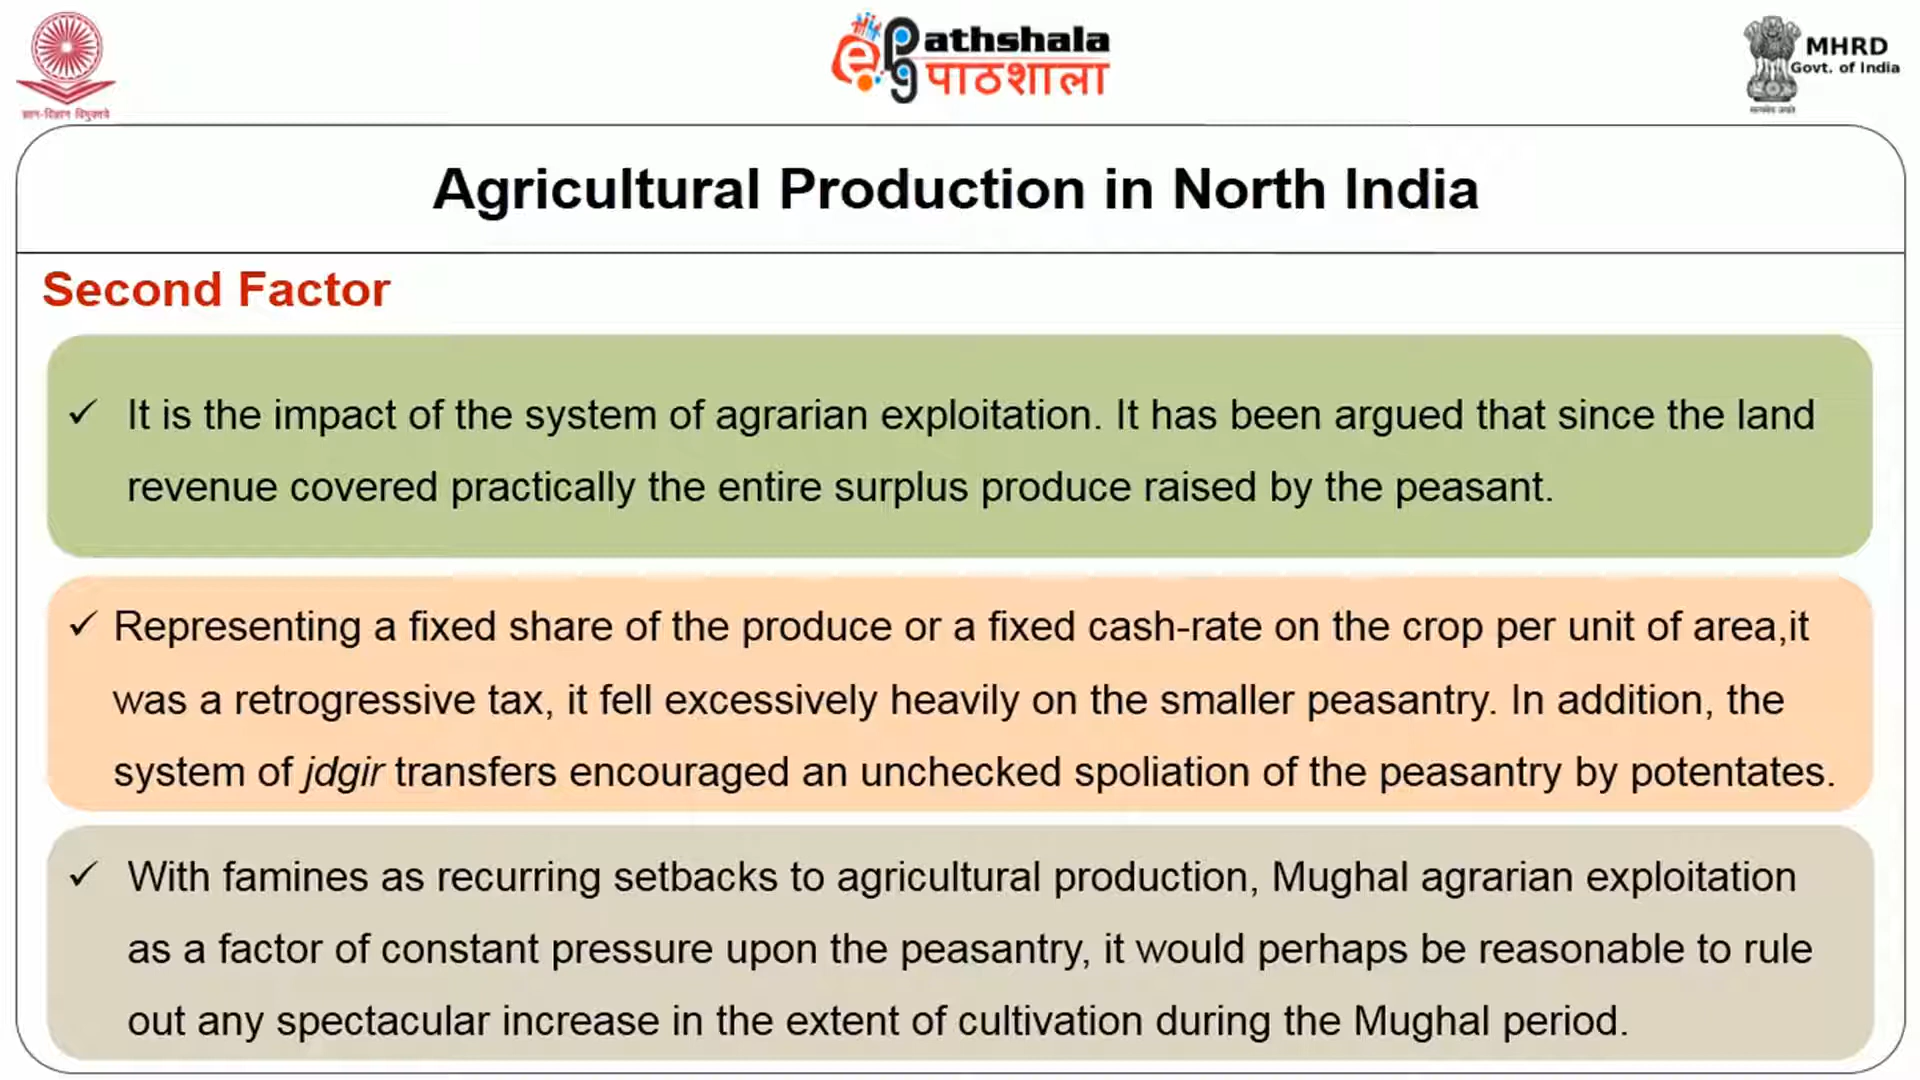 ज्ञान-विज्ञान विमुक्तये
ePathshala
पाठशाला
MHRD
Govt. of India
सत्यमेव जयते
Agricultural Production in North India
Second Factor
✓ It is the impact of the system of agrarian exploitation. It has been argued that since the land
revenue covered practically the entire surplus produce raised by the peasant.
✓ Representing a fixed share of the produce or a fixed cash-rate on the crop per unit of area,it
was a retrogressive tax, it fell excessively heavily on the smaller peasantry. In addition, the
system of jdgir transfers encouraged an unchecked spoliation of the peasantry by potentates.
✓ With famines as recurring setbacks to agricultural production, Mughal agrarian exploitation
as a factor of constant pressure upon the peasantry, it would perhaps be reasonable to rule
out any spectacular increase in the extent of cultivation during the Mughal period.